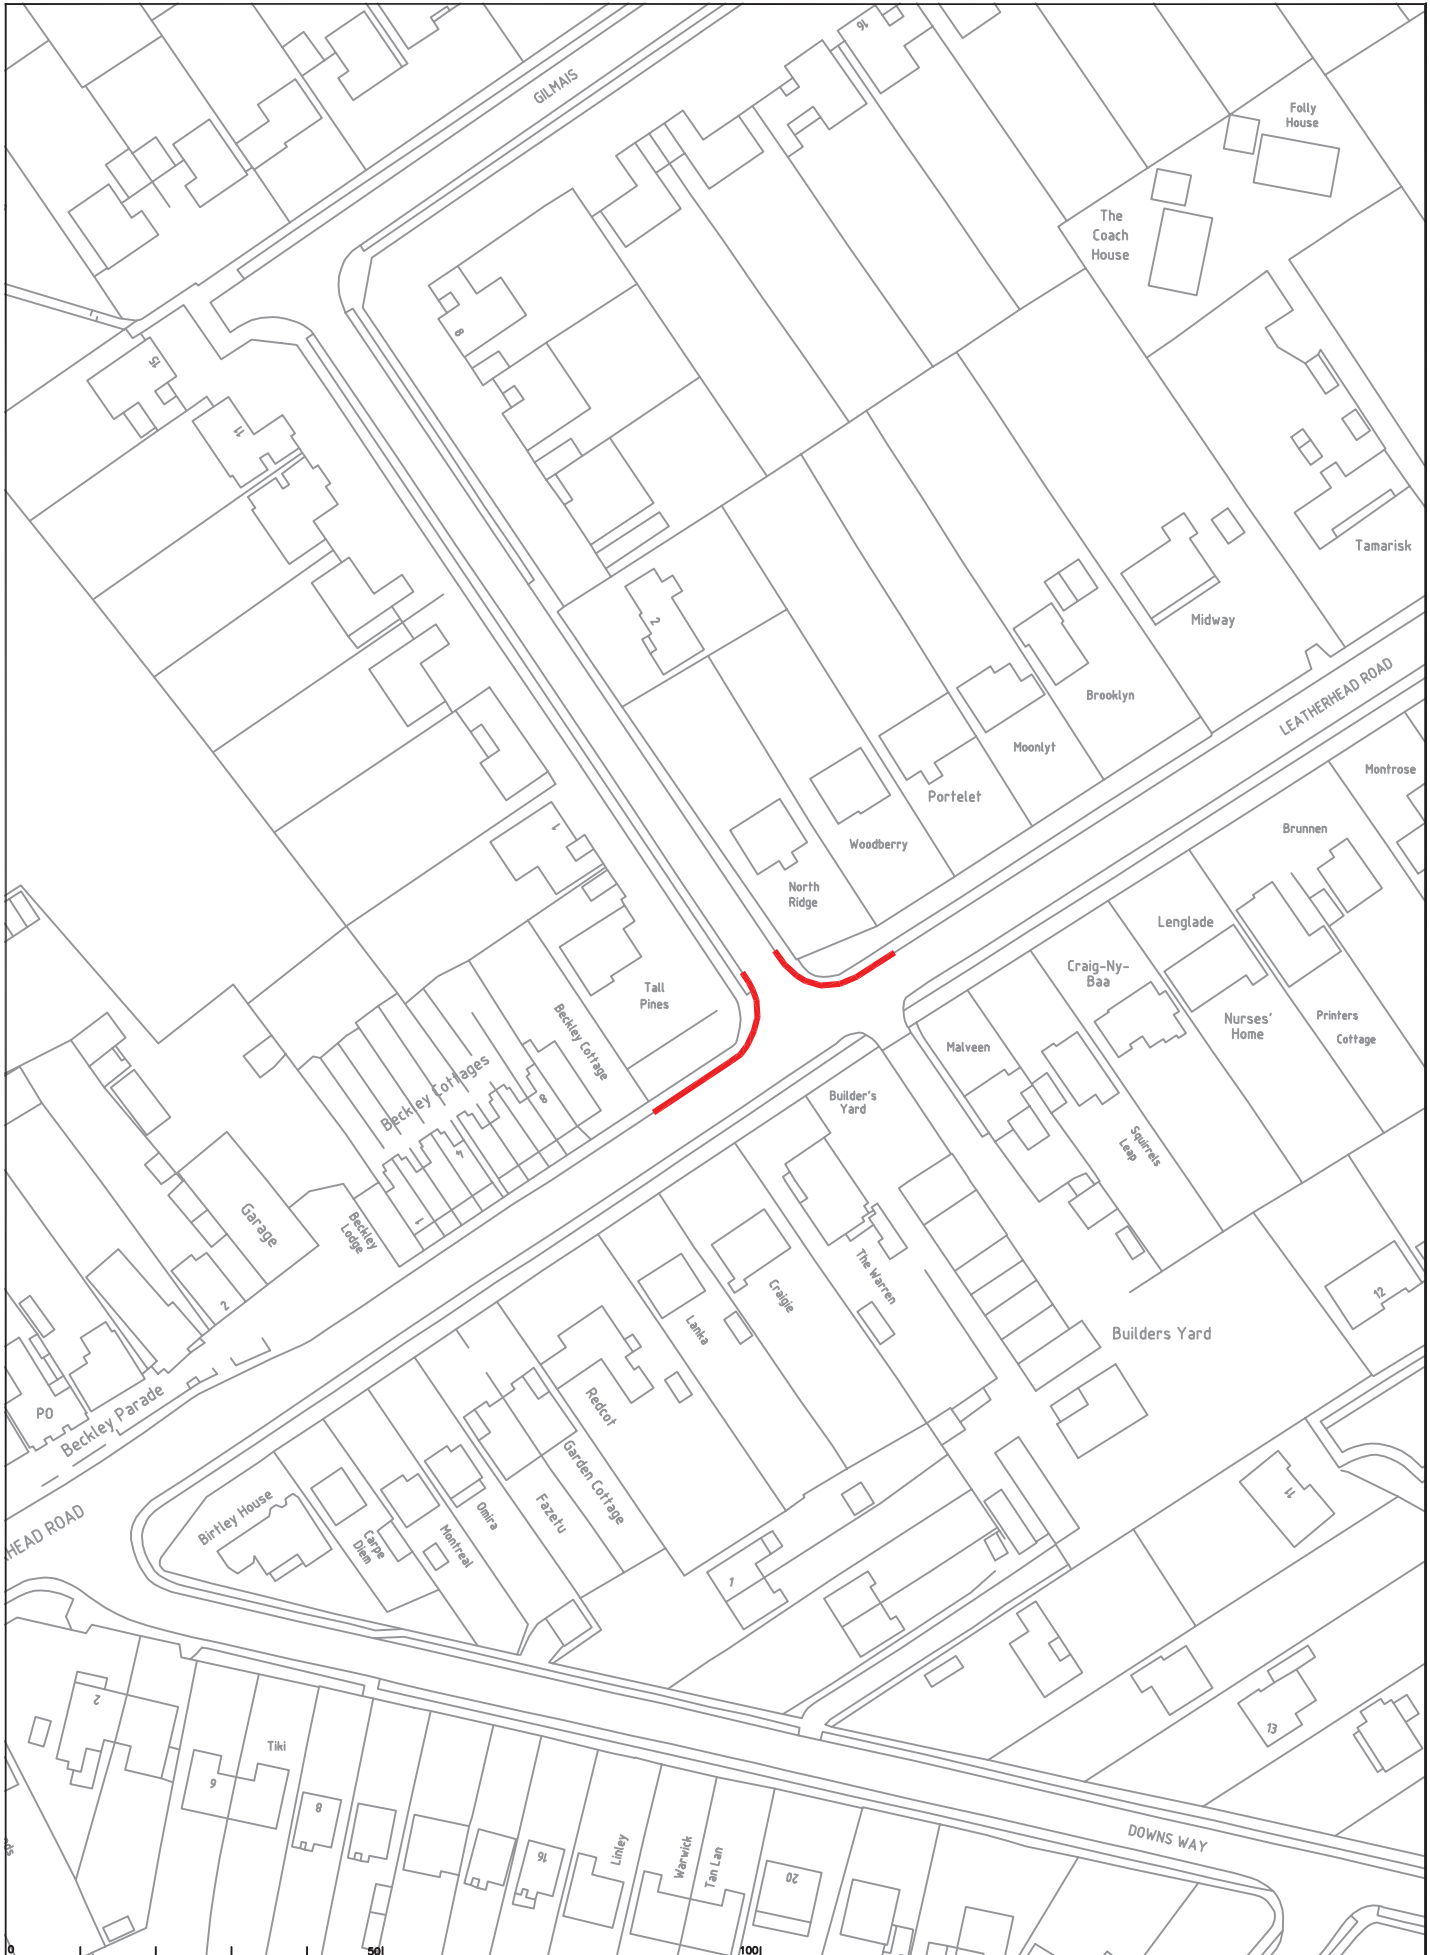 GILMAIS
16
Folly
House
The
Coach
House
8
15
11
Tamarisk
2
Midway
LEATHERHEAD ROAD
Brooklyn
Moonlyt
Portelet
Montrose
Brunnen
1
Woodberry
North
Ridge
Lenglade
Craig-Ny-
Baa
Tall
Pines
Nurses'
Home
Printers
Cottage
Malveen
Beckley Cottage
Beckley Cottages
8
4
1
Builder's
Yard
Squirrels
Leap
Garage
Beckley
Lodge
The Warren
Craigie
Lanka
2
12
Builders Yard
PO
Beckley Parade
Redcot
Garden Cottage
Fazetu
Omira
Montreal
Carpe
Diem
Birtley House
HEAD ROAD
11
1
2
13
Tiki
6
8
16
Linley
Warwick
Tan Lan
20
DOWNS WAY
0
50
100